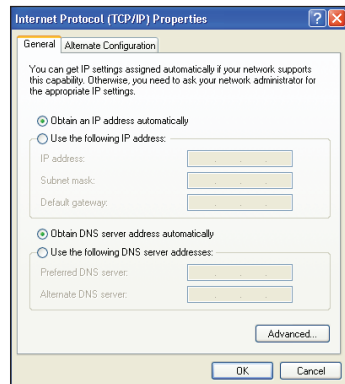 Internet Protocol (TCP/IP) Properties
General
Alternate Configuration
You can get IP settings assigned automatically if your network supports
this capability. Otherwise, you need to ask your network administrator for
the appropriate IP settings.
Obtain an IP address automatically
Use the following IP address:
IP address:
Subnet mask:
Default gateway:
Obtain DNS server address automatically
Use the following DNS server addresses:
Preferred DNS server:
Alternate DNS server:
Advanced...
OK
Cancel